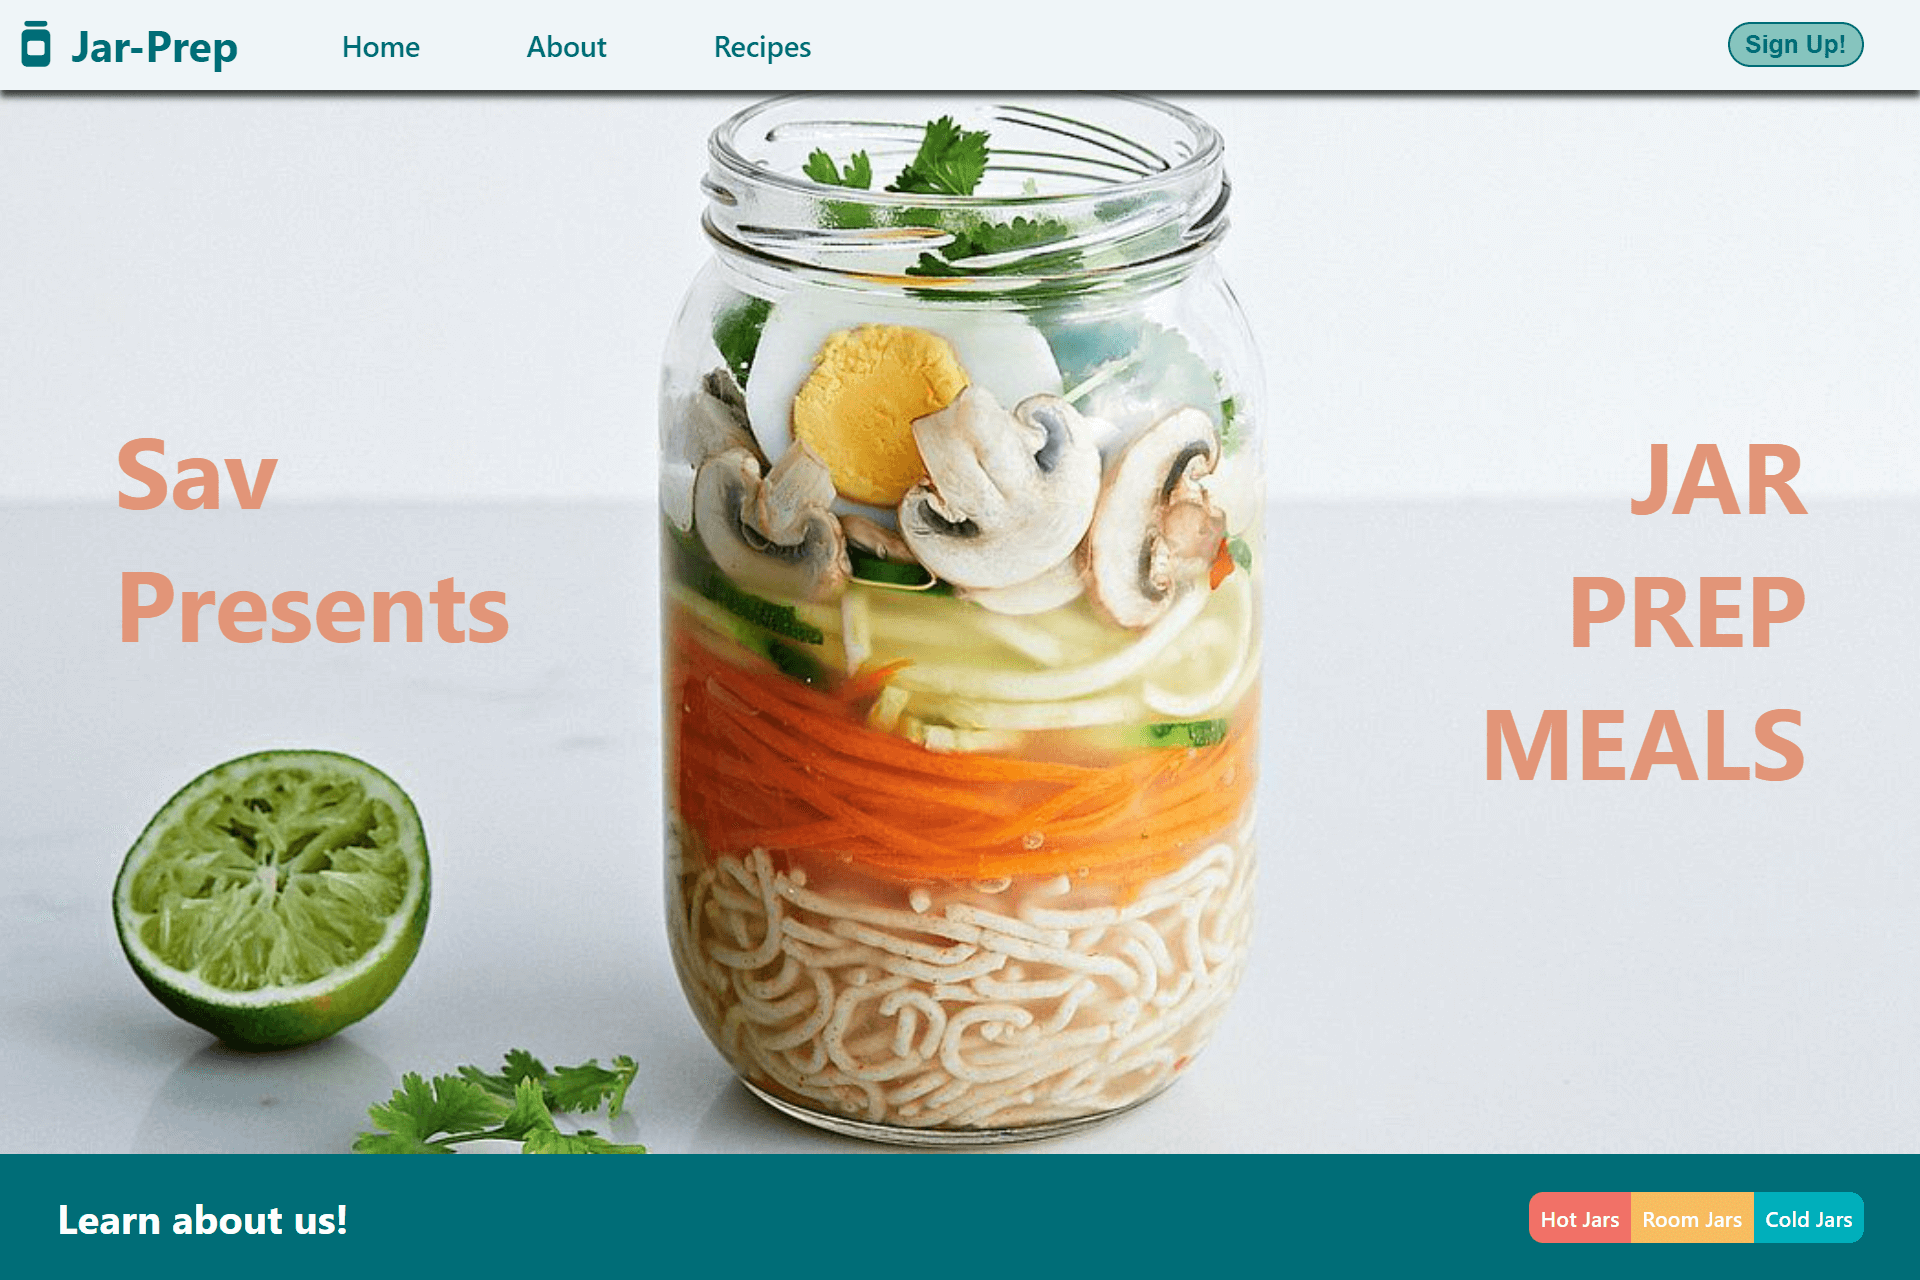 Jar-Prep
Home
About
Recipes
Sign Up!
Sav
Presents
JAR
PREP
MEALS
Learn about us!
Hot Jars
Room Jars
Cold Jars